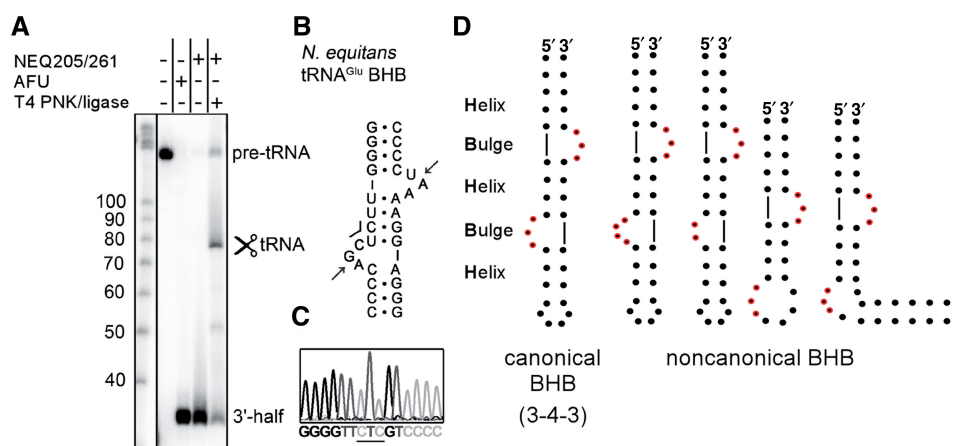 A
NEQ205/261 - - + +
AFU - + - -
T4 PNK/ligase - - - +
pre-tRNA
100
90
80
tRNA
70
60
50
40
3'-half
B
N. equitans
tRNAGlu BHB
G C
G C
G C
G C
U A
A
A
U A
U A
U G
C U G
C
G
A
C A
C G
C G
C G
C
GGGGTTCTCGTCCCC
D
5′ 3′
5′ 3′
5′ 3′
5′ 3′
5′ 3′
Helix
Bulge
Helix
Bulge
Helix
canonical
BHB
(3-4-3)
noncanonical BHB